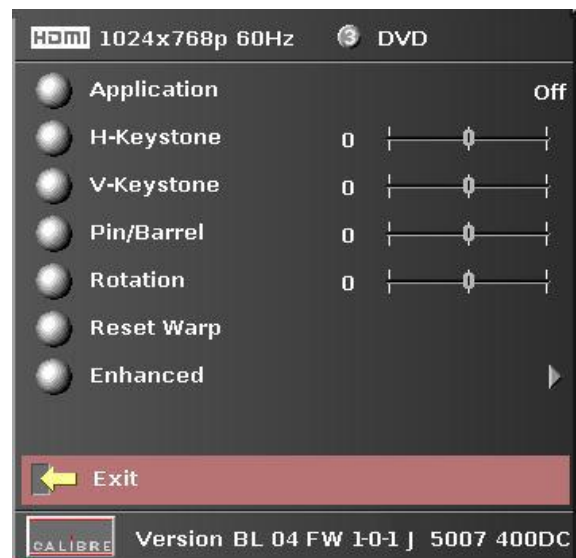 HDMI 1024x768p 60Hz 3 DVD
Application Off
H-Keystone 0
V-Keystone 0
Pin/Barrel 0
Rotation 0
Reset Warp
Enhanced
Exit
CALIBRE Version BL 04 FW 1-0-1 J 5007 400DC